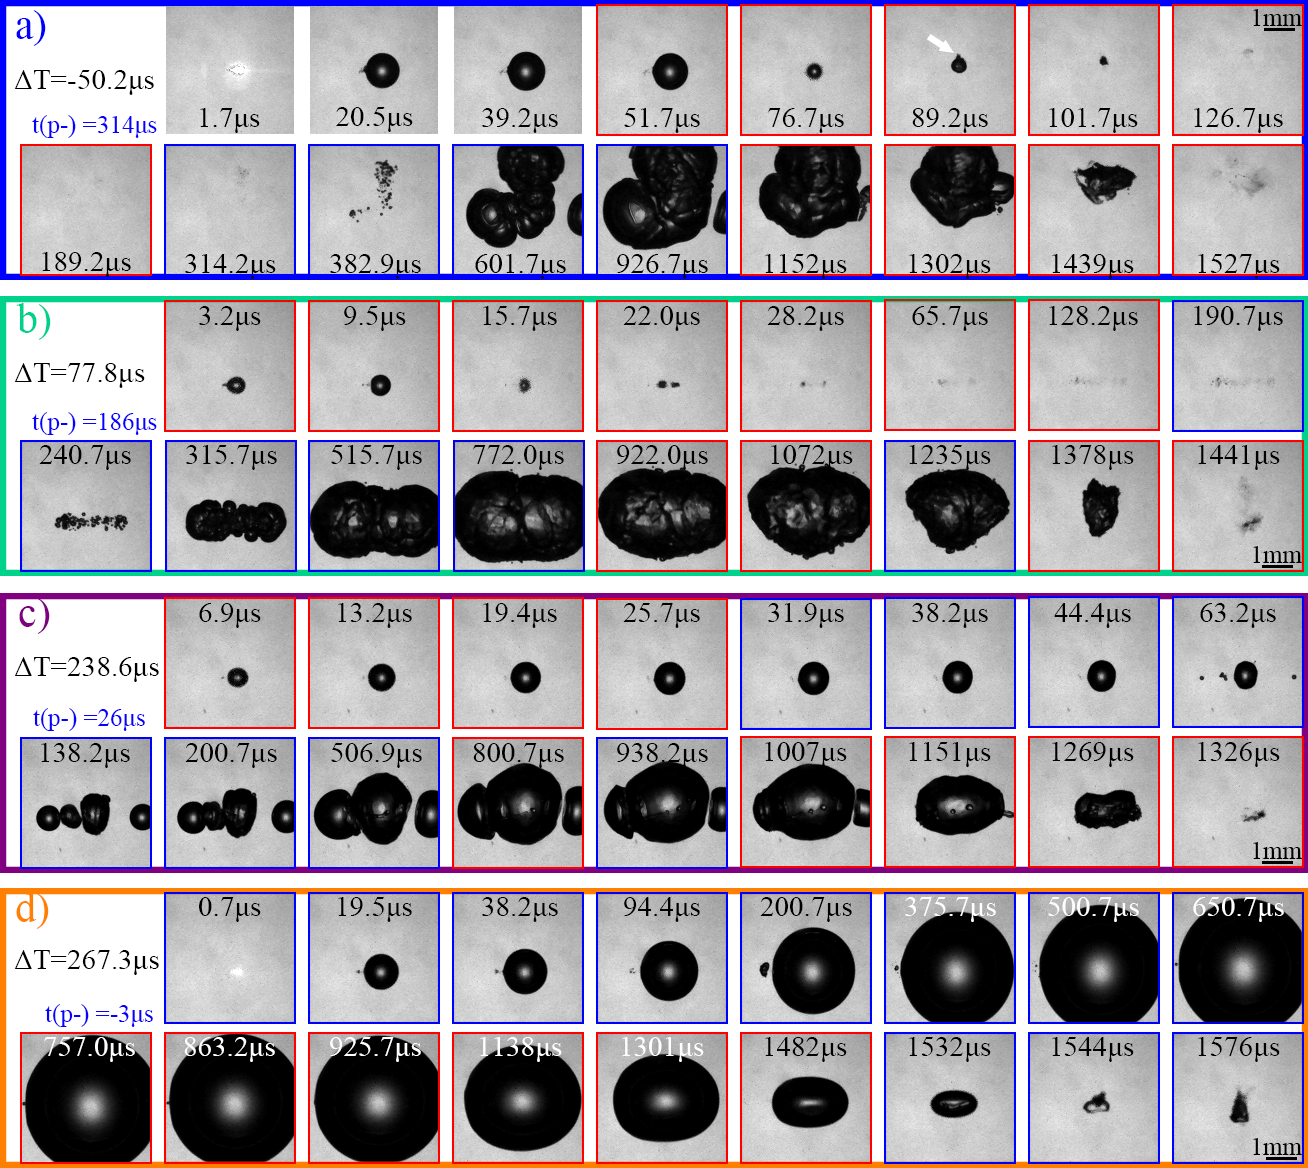 a)
1mm
ΔT=-50.2μs
t(p-) =314μs
1.7μs 20.5μs 39.2μs 51.7μs 76.7μs 89.2μs 101.7μs 126.7μs
189.2μs 314.2μs 382.9μs 601.7μs 926.7μs 1152μs 1302μs 1439μs 1527μs
b)
3.2μs 9.5μs 15.7μs 22.0μs 28.2μs 65.7μs 128.2μs 190.7μs
ΔT=77.8μs
t(p-) =186μs
240.7μs 315.7μs 515.7μs 772.0μs 922.0μs 1072μs 1235μs 1378μs 1441μs
1mm
c)
6.9μs 13.2μs 19.4μs 25.7μs 31.9μs 38.2μs 44.4μs 63.2μs
ΔT=238.6μs
t(p-) =26μs
138.2μs 200.7μs 506.9μs 800.7μs 938.2μs 1007μs 1151μs 1269μs 1326μs
1mm
d)
0.7μs 19.5μs 38.2μs 94.4μs 200.7μs 375.7μs 500.7μs 650.7μs
ΔT=267.3μs
t(p-) =-3μs
757.0μs 863.2μs 925.7μs 1138μs 1301μs 1482μs 1532μs 1544μs 1576μs
1mm